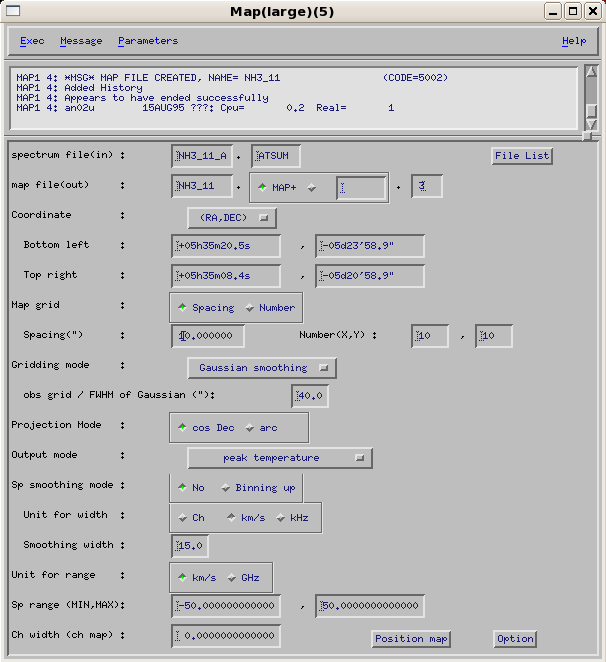 Map(large)(5)
Exec Message Parameters Help
MAP1 4: *MSG* MAP FILE CREATED, NAME= NH3_11 (CODE=5002)
MAP1 4: Added History
MAP1 4: Appears to have ended successfully
MAP1 4: an02u 15AUG95 ???: Cpu= 0.2 Real= 1
spectrum file(in) : NH3_11_A . ATSUM File List
map file(out) : NH3_11 . MAP+ . 3
Coordinate : (RA,DEC)
Bottom left : +05h35m20.5s , -05d23'58.9"
Top right : +05h35m08.4s , -05d20'58.9"
Map grid : Spacing Number
Spacing(") : 10.000000 Number(X,Y) : 10 , 10
Gridding mode : Gaussian smoothing
obs grid / FWHM of Gaussian ("): 40.0
Projection Mode : cos Dec arc
Output mode : peak temperature
Sp smoothing mode : No Binning up
Unit for width : Ch km/s kHz
Smoothing width : 15.0
Unit for range : km/s GHz
Sp range (MIN,MAX): -50.000000000000 , 50.000000000000
Ch width (ch map) : 0.000000000000 Position map Option